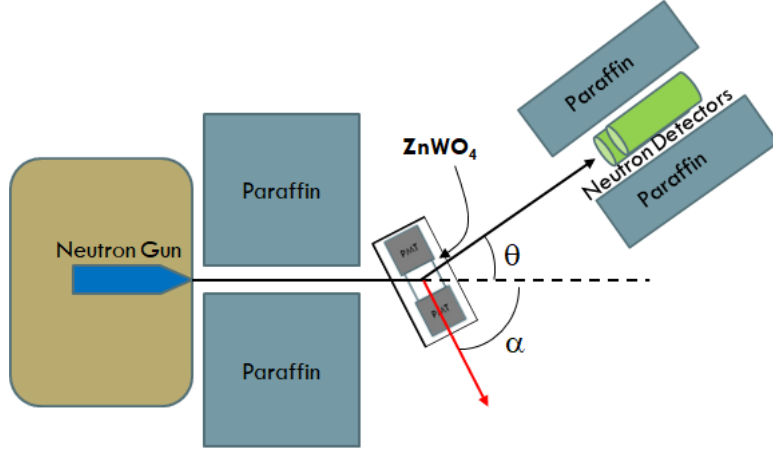 Paraffin
Neutron Detectors
Paraffin
ZnWO₄
Paraffin
Neutron Gun
PMT
PMT
θ
α
Paraffin